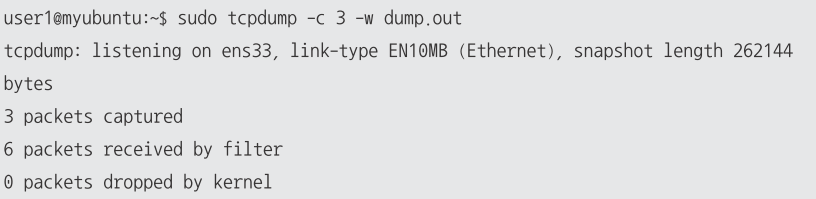 user1@myubuntu:~$ sudo tcpdump -c 3 -w dump.out
tcpdump: listening on ens33, link-type EN10MB (Ethernet), snapshot length 262144
bytes
3 packets captured
6 packets received by filter
0 packets dropped by kernel